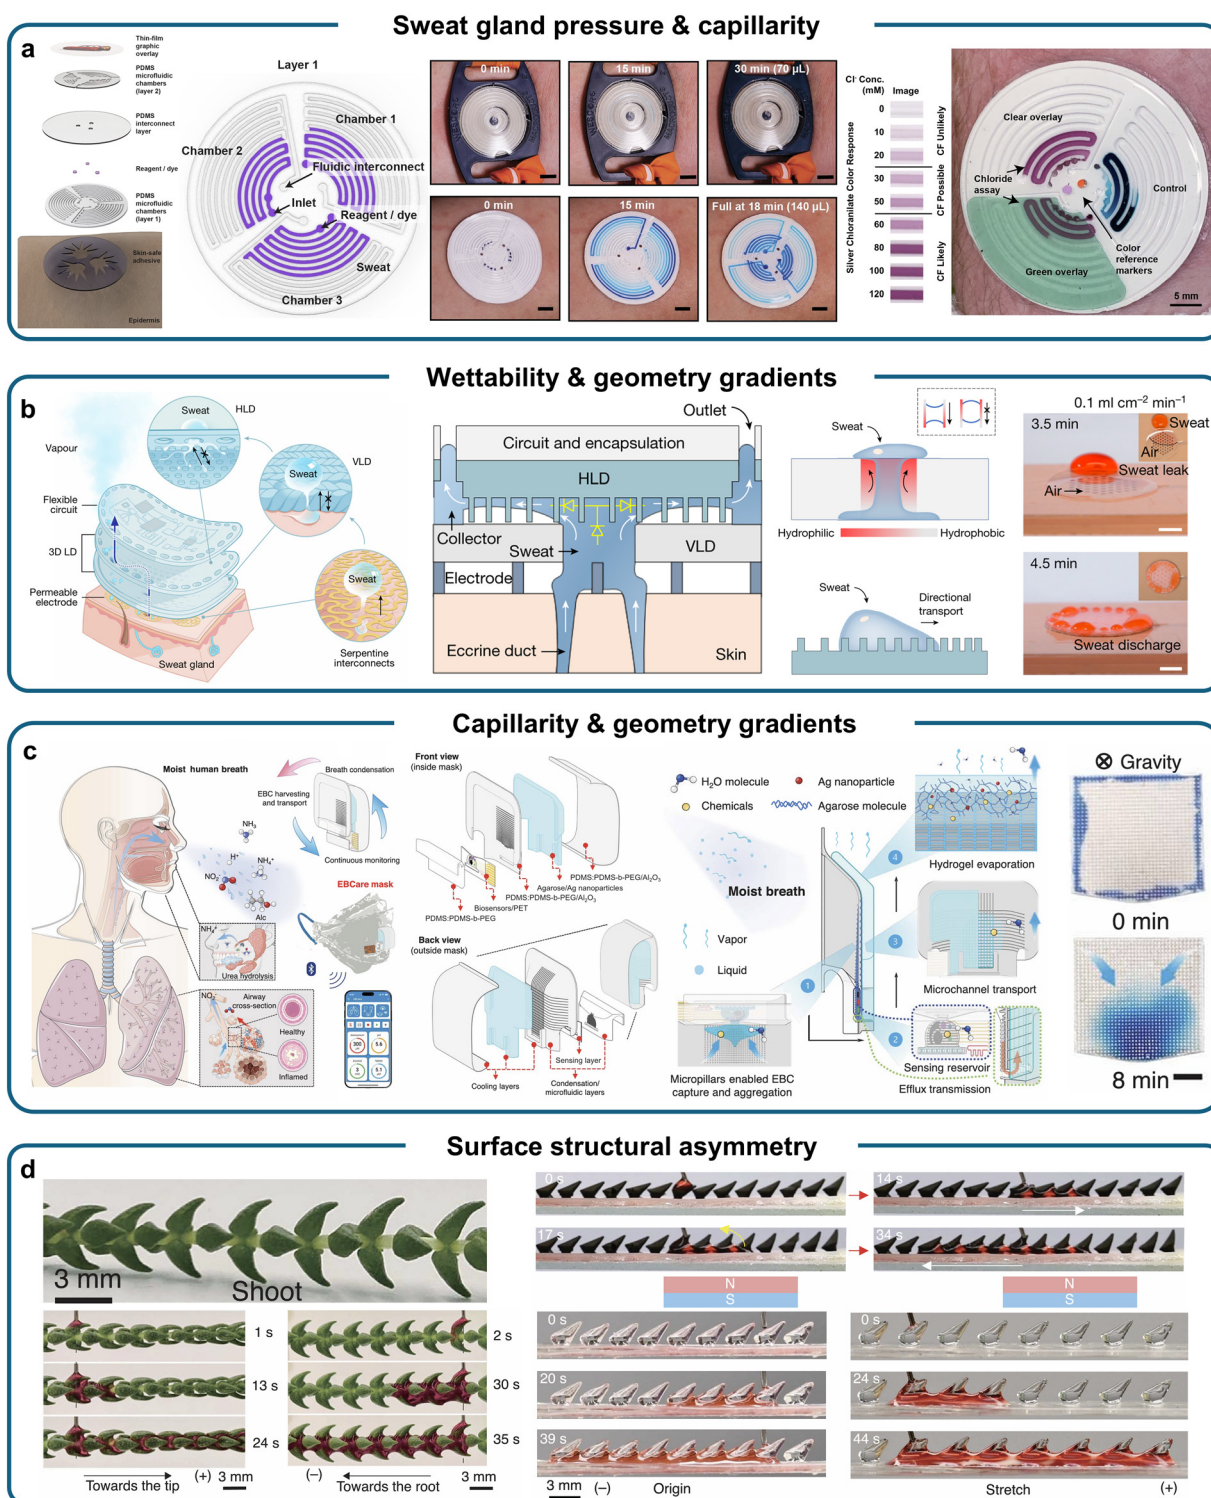 Sweat gland pressure & capillarity
a
Thin-film
graphic
overlay
PDMS
microfluidic
chambers
(layer 2)
PDMS
interconnect
layer
Reagent / dye
PDMS
microfluidic
chambers
(layer 1)
Skin-safe
adhesive
Epidermis
Layer 1
Chamber 1
Chamber 2
Fluidic interconnect
Inlet
Reagent / dye
Sweat
Chamber 3
0 min
15 min
30 min (70 µL)
0 min
15 min
Full at 18 min (140 µL)
Cl⁻ Conc.
(mM)
Image
0
10
20
30
50
60
80
100
120
Silver Chloranilate Color Response
CF Unlikely
CF Possible
CF Likely
Clear overlay
Chloride
assay
Control
Color
reference
markers
Green overlay
5 mm
Wettability & geometry gradients
b
Sweat
HLD
Vapour
VLD
Sweat
Flexible
circuit
3D LD
Permeable
electrode
Sweat
Sweat gland
Serpentine
interconnects
Outlet
Circuit and encapsulation
HLD
Collector
Sweat
VLD
Electrode
Eccrine duct
Skin
Sweat
Hydrophilic
Hydrophobic
Sweat
Directional
transport
0.1 ml cm⁻² min⁻¹
3.5 min
Sweat
Air
Sweat leak
Air
4.5 min
Sweat discharge
Capillarity & geometry gradients
c
Moist human breath
Breath condensation
EBC harvesting
and transport
Continuous monitoring
NH₃
H⁺
NH₄⁺
NO₂⁻
Alc
EBCare mask
NH₄⁺
Urea hydrolysis
NO₂⁻
Airway
cross-section
Healthy
Inflamed
Front view
(inside mask)
PDMS:PDMS-b-PEG/Al₂O₃
Agarose/Ag nanoparticles
PDMS:PDMS-b-PEG/Al₂O₃
Biosensors/PET
PDMS:PDMS-b-PEG
Back view
(outside mask)
Sensing layer
Cooling layers
Condensation/
microfluidic layers
H₂O molecule
Ag nanoparticle
Chemicals
Agarose molecule
Moist breath
Vapor
Liquid
1
2
3
4
Micropillars enabled EBC
capture and aggregation
Hydrogel evaporation
Microchannel transport
Sensing reservoir
Efflux transmission
Gravity
0 min
8 min
Surface structural asymmetry
d
3 mm
Shoot
1 s
13 s
24 s
2 s
30 s
35 s
Towards the tip
(+)
3 mm
(–)
Towards the root
3 mm
0 s
14 s
17 s
34 s
N
S
N
S
0 s
20 s
39 s
0 s
24 s
44 s
3 mm
(–)
Origin
Stretch
(+)